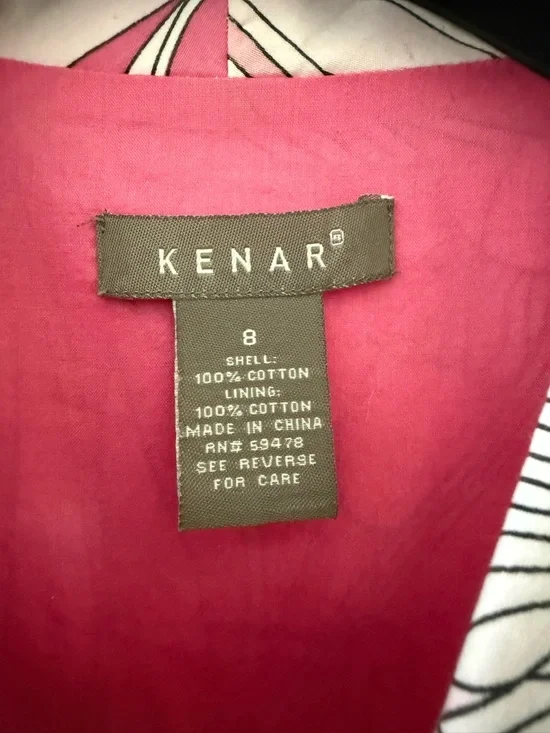 KENAR®
8
SHELL:
100% COTTON
LINING:
100% COTTON
MADE IN CHINA
RN# 59478
SEE REVERSE
FOR CARE